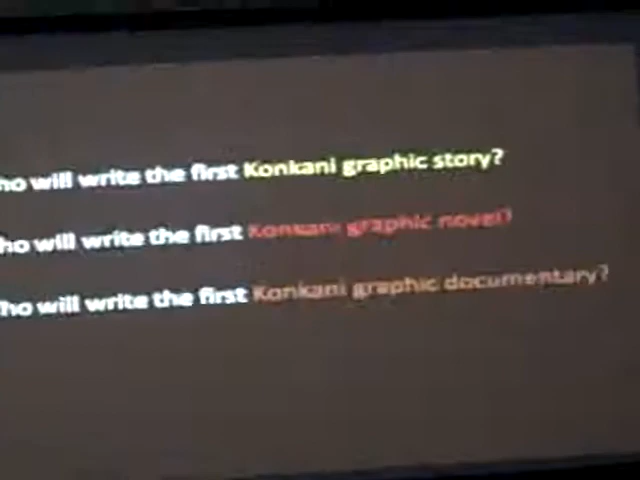 ho will write the first Konkani graphic story?
ho will write the first Konkani graphic novel?
ho will write the first Konkani graphic documentary?